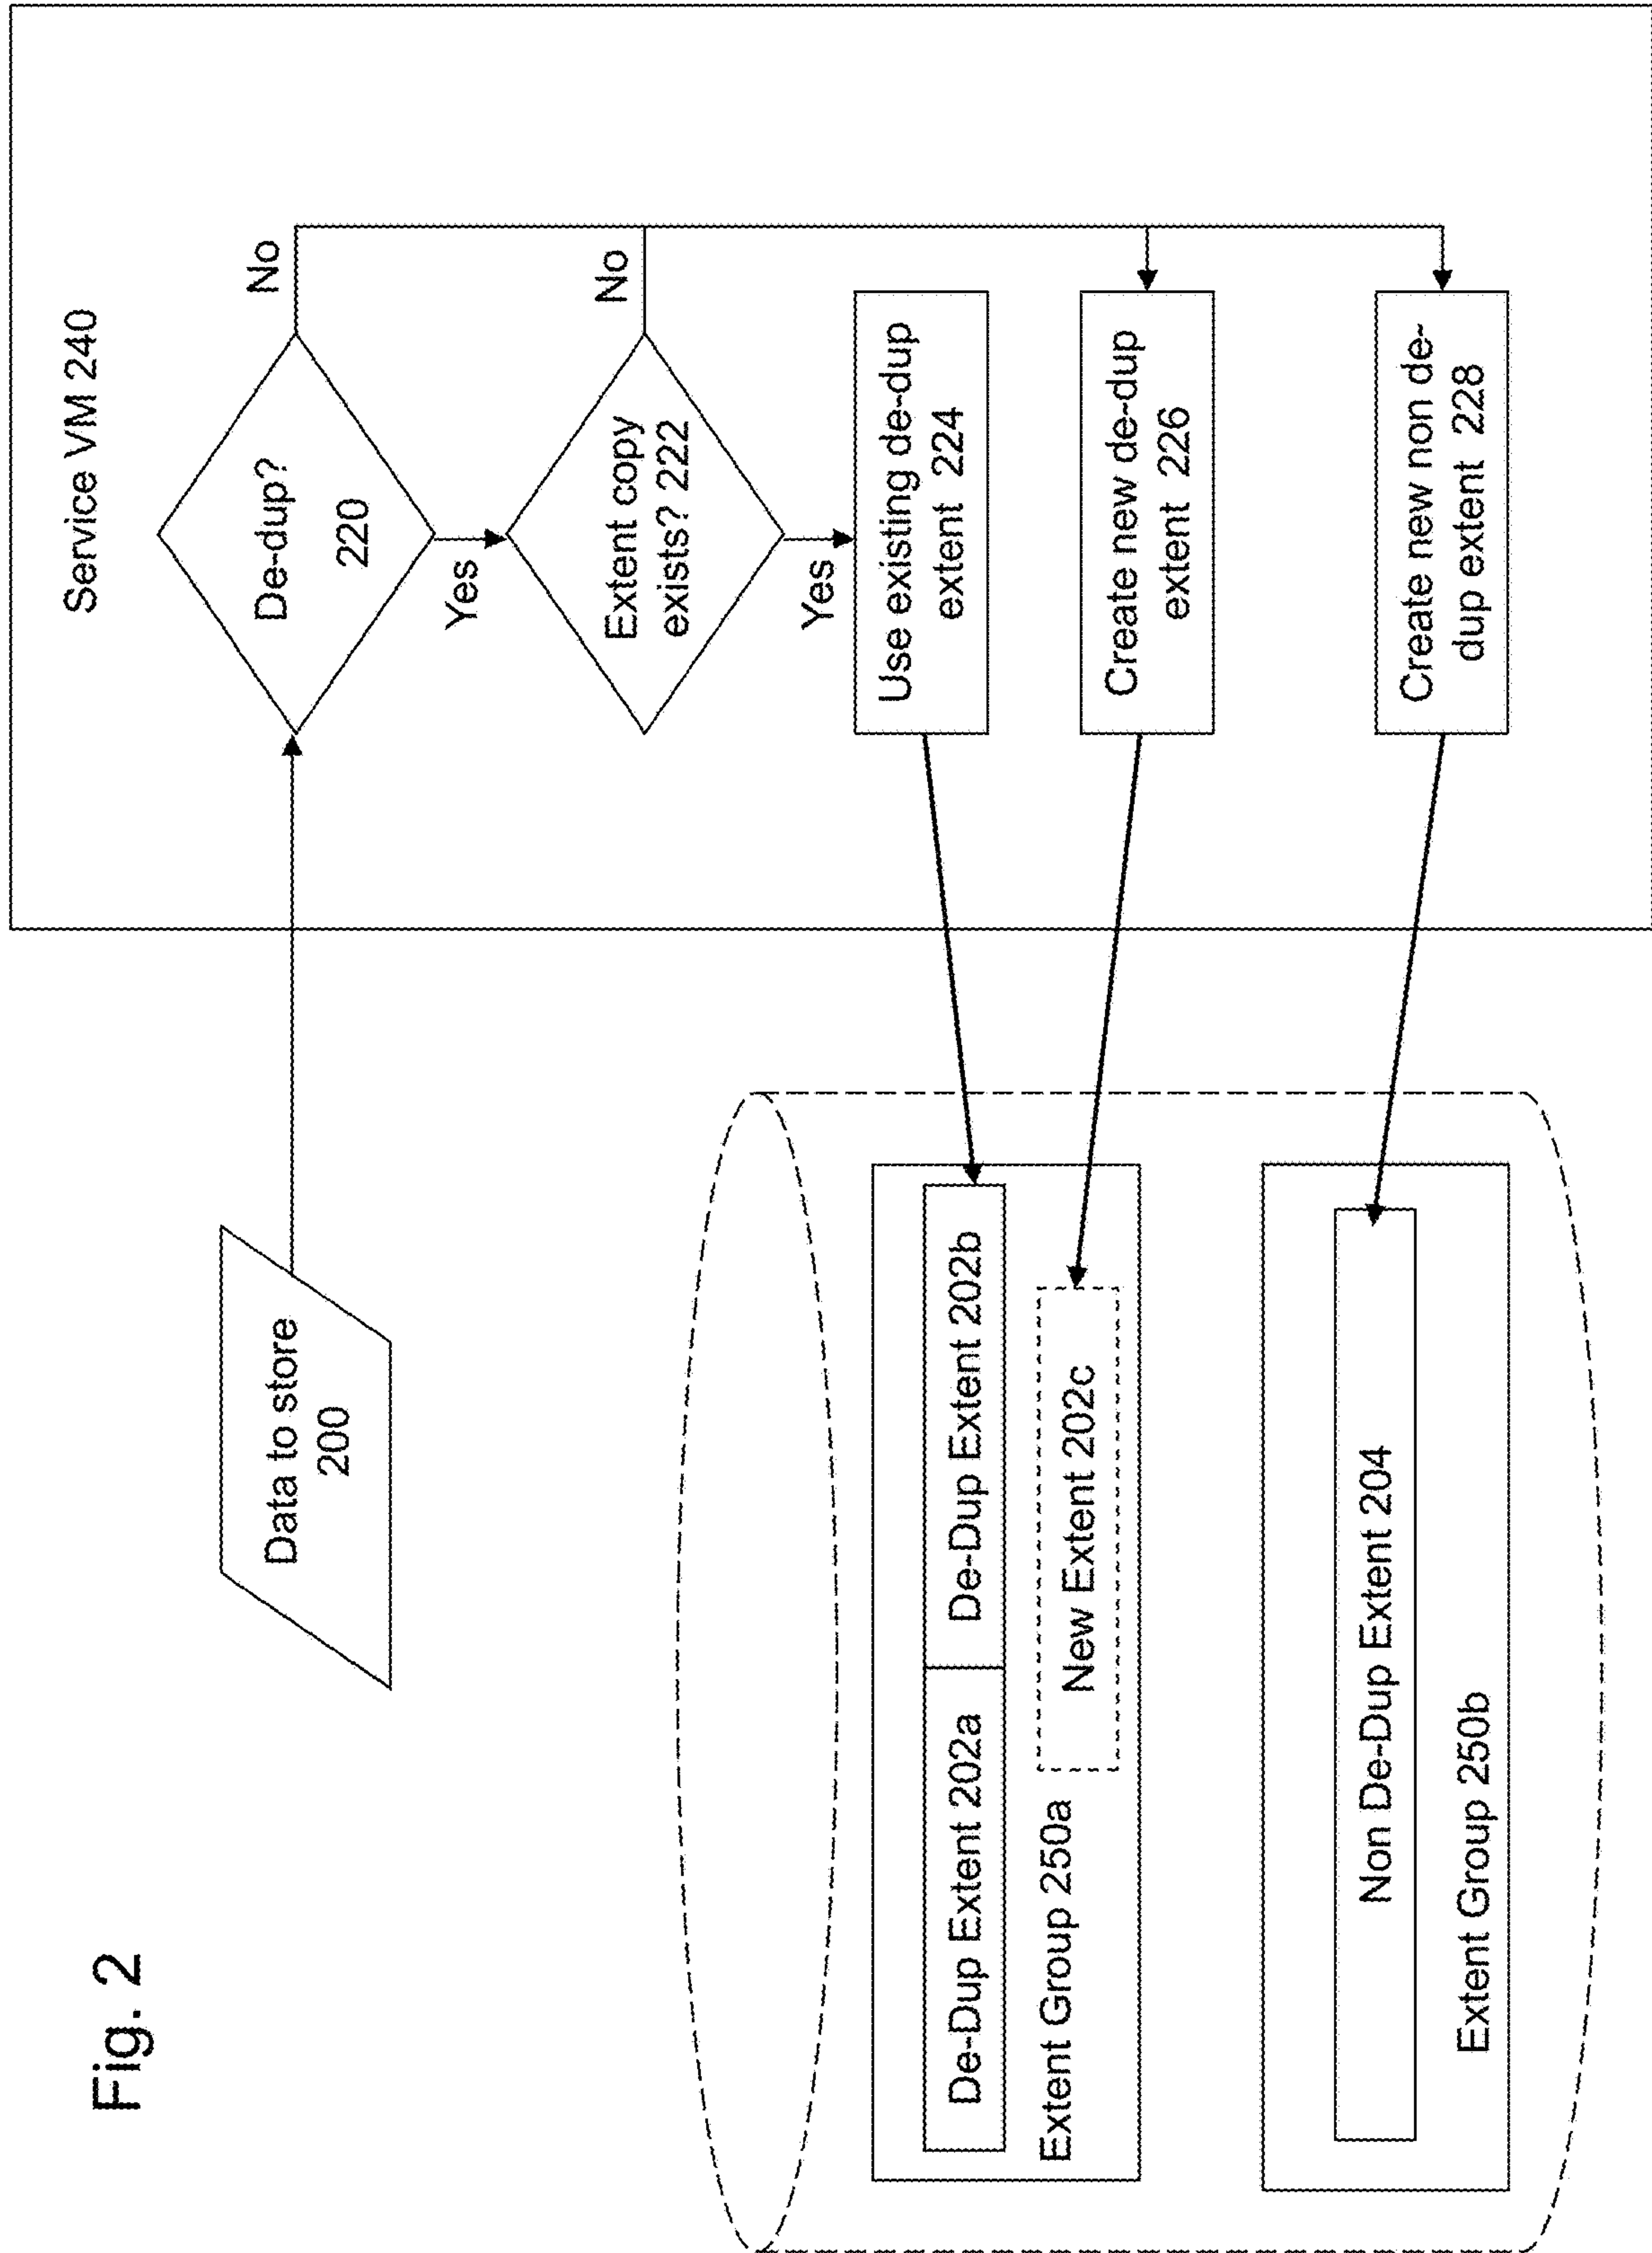 Fig. 2
Data to store
200
Service VM 240
De-dup?
220
No
Yes
Extent copy
exists? 222
No
Yes
Use existing de-dup
extent 224
Create new de-dup
extent 226
Create new non de-
dup extent 228
De-Dup Extent 202a
De-Dup Extent 202b
New Extent 202c
Extent Group 250a
Non De-Dup Extent 204
Extent Group 250b